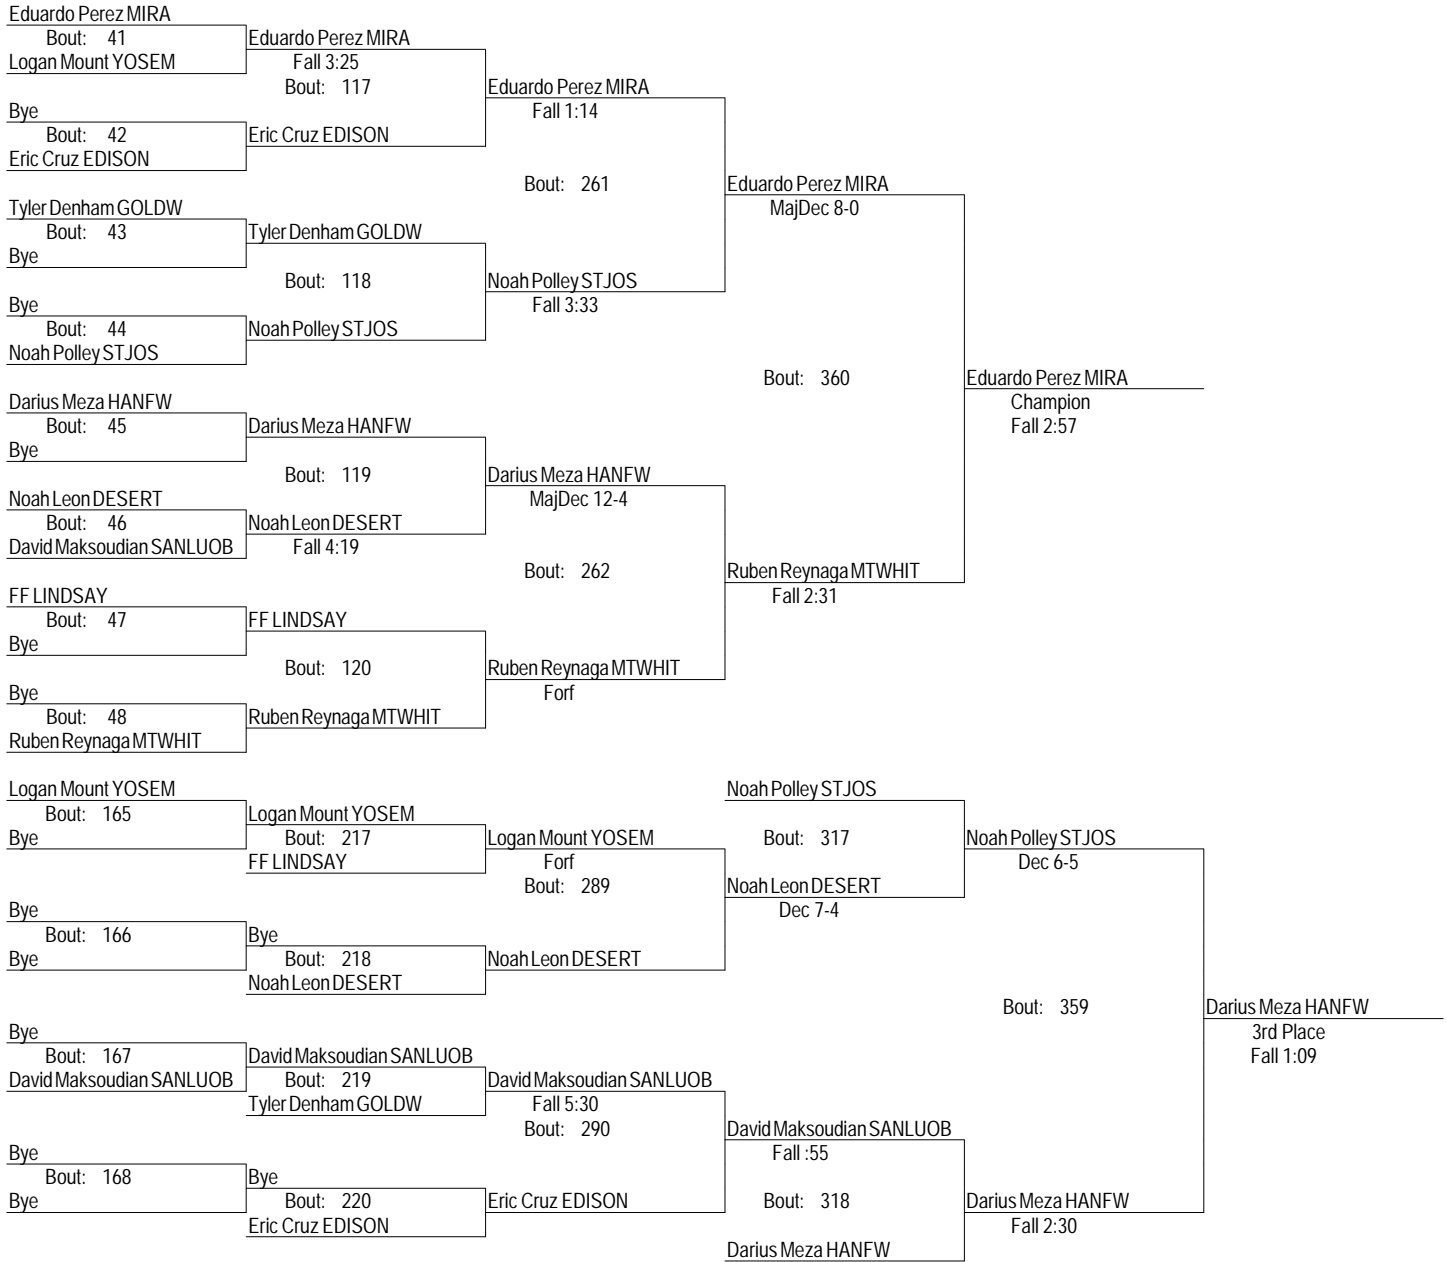 Eduardo Perez MIRA
Bout: 41
Eduardo Perez MIRA
Logan Mount YOSEM
Fall 3:25
Bout: 117
Eduardo Perez MIRA
Bye
Fall 1:14
Bout: 42
Eric Cruz EDISON
Eric Cruz EDISON
Bout: 261
Eduardo Perez MIRA
Tyler Denham GOLDW
MajDec 8-0
Bout: 43
Tyler Denham GOLDW
Bye
Bout: 118
Noah Polley STJOS
Bye
Fall 3:33
Bout: 44
Noah Polley STJOS
Noah Polley STJOS
Bout: 360
Eduardo Perez MIRA
Darius Meza HANFW
Champion
Bout: 45
Darius Meza HANFW
Fall 2:57
Bye
Bout: 119
Darius Meza HANFW
Noah Leon DESERT
MajDec 12-4
Bout: 46
Noah Leon DESERT
David Maksoudian SANLUOB
Fall 4:19
Bout: 262
Ruben Reynaga MTWHIT
FF LINDSAY
Fall 2:31
Bout: 47
FF LINDSAY
Bye
Bout: 120
Ruben Reynaga MTWHIT
Bye
Forf
Bout: 48
Ruben Reynaga MTWHIT
Ruben Reynaga MTWHIT
Logan Mount YOSEM
Noah Polley STJOS
Bout: 165
Logan Mount YOSEM
Bye
Bout: 217
Logan Mount YOSEM
Bout: 317
Noah Polley STJOS
FF LINDSAY
Forf
Dec 6-5
Bout: 289
Noah Leon DESERT
Bye
Dec 7-4
Bout: 166
Bye
Bye
Bout: 218
Noah Leon DESERT
Noah Leon DESERT
Bout: 359
Darius Meza HANFW
Bye
3rd Place
Bout: 167
David Maksoudian SANLUOB
Fall 1:09
David Maksoudian SANLUOB
Bout: 219
David Maksoudian SANLUOB
Tyler Denham GOLDW
Fall 5:30
Bout: 290
David Maksoudian SANLUOB
Bye
Fall :55
Bout: 168
Bye
Bye
Bout: 220
Eric Cruz EDISON
Bout: 318
Darius Meza HANFW
Eric Cruz EDISON
Fall 2:30
Darius Meza HANFW